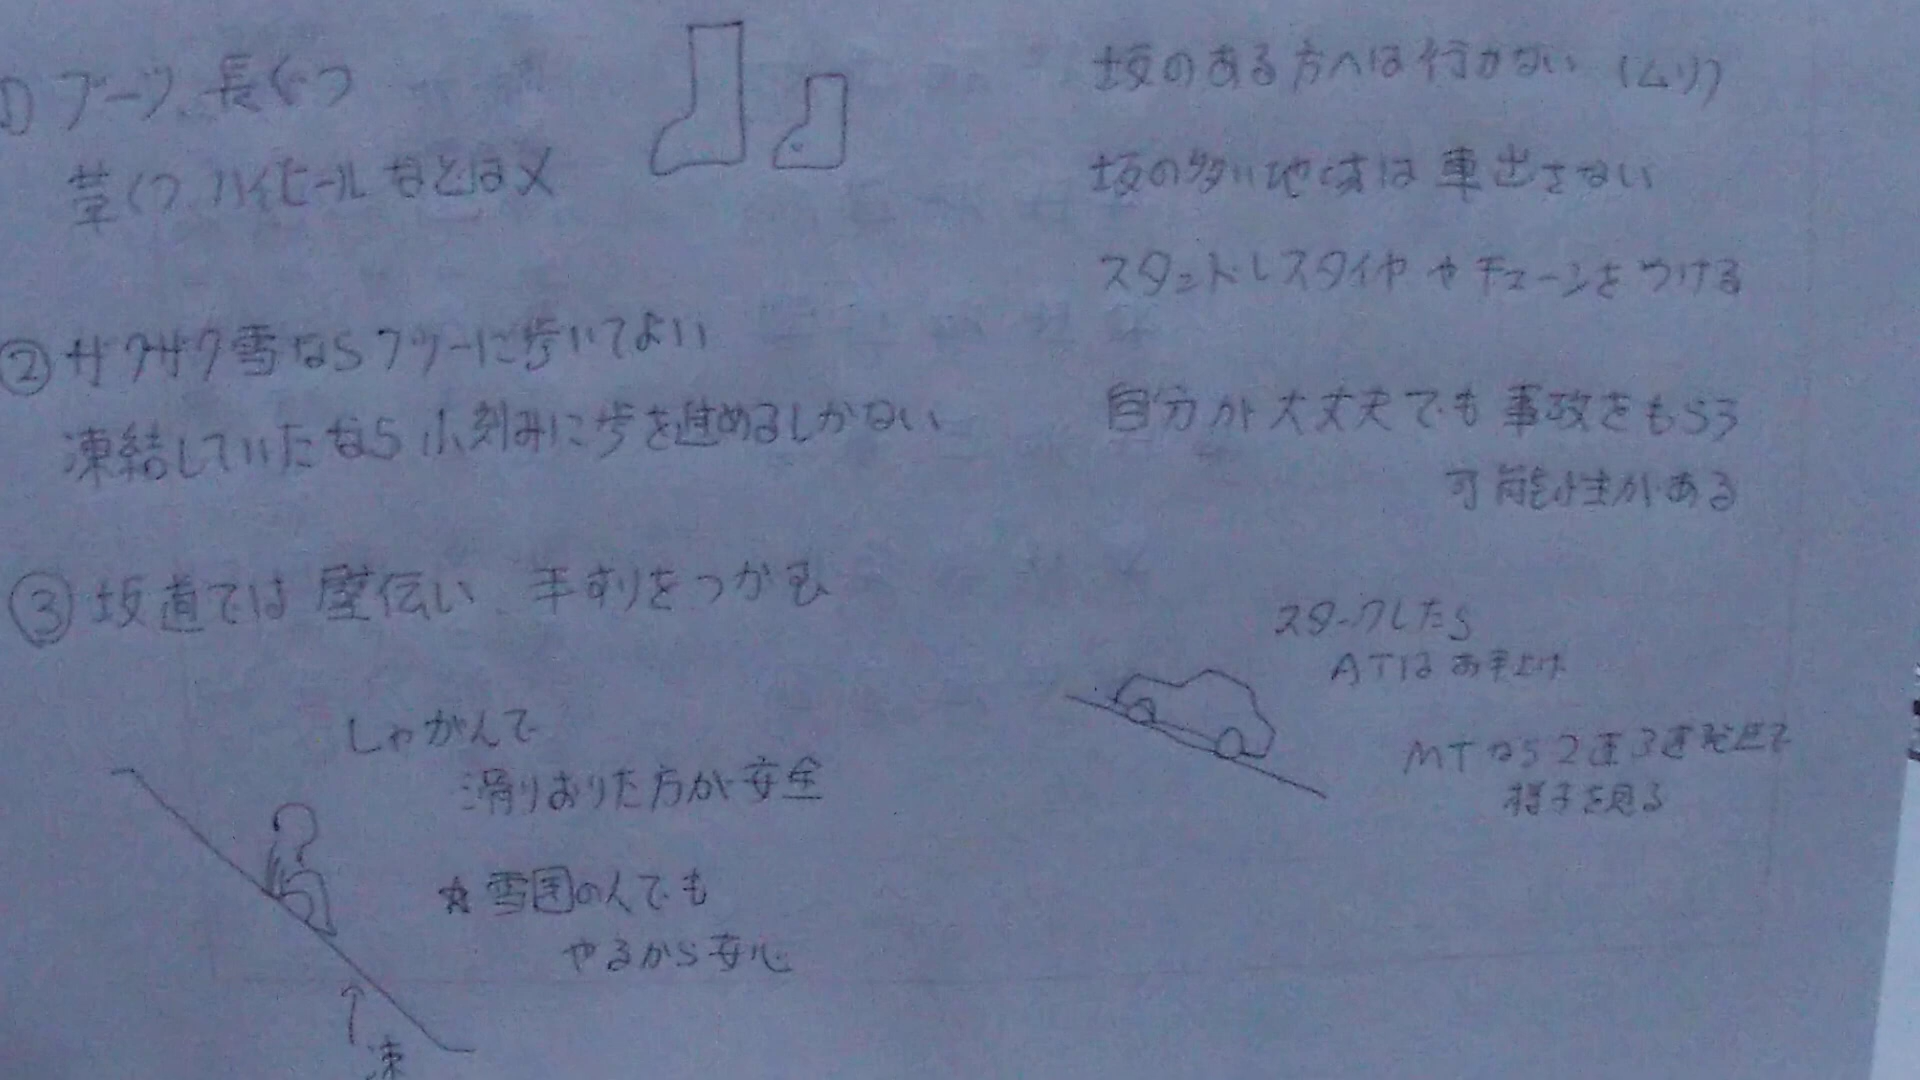 ① ブーツ、長ぐつ
革ぐつ、ハイヒールなどは×
② サクサク雪ならフツーに歩いてよい
凍結していたなら小刻みに歩を進めるしかない
③ 坂道では壁伝い、手すりをつかむ
しゃがんで
滑りおりた方が安全
☆雪国の人でも
やるから安心
↑
凍
坂のある方へは行かない (ムリ)
坂の多い地域は車出さない
スタッドレスタイヤやチェーンをつける
自分が大丈夫でも事故をもらう
可能性がある
スタックしたら
ATはお手上げ
MTなら2速3速発進で
様子を見る